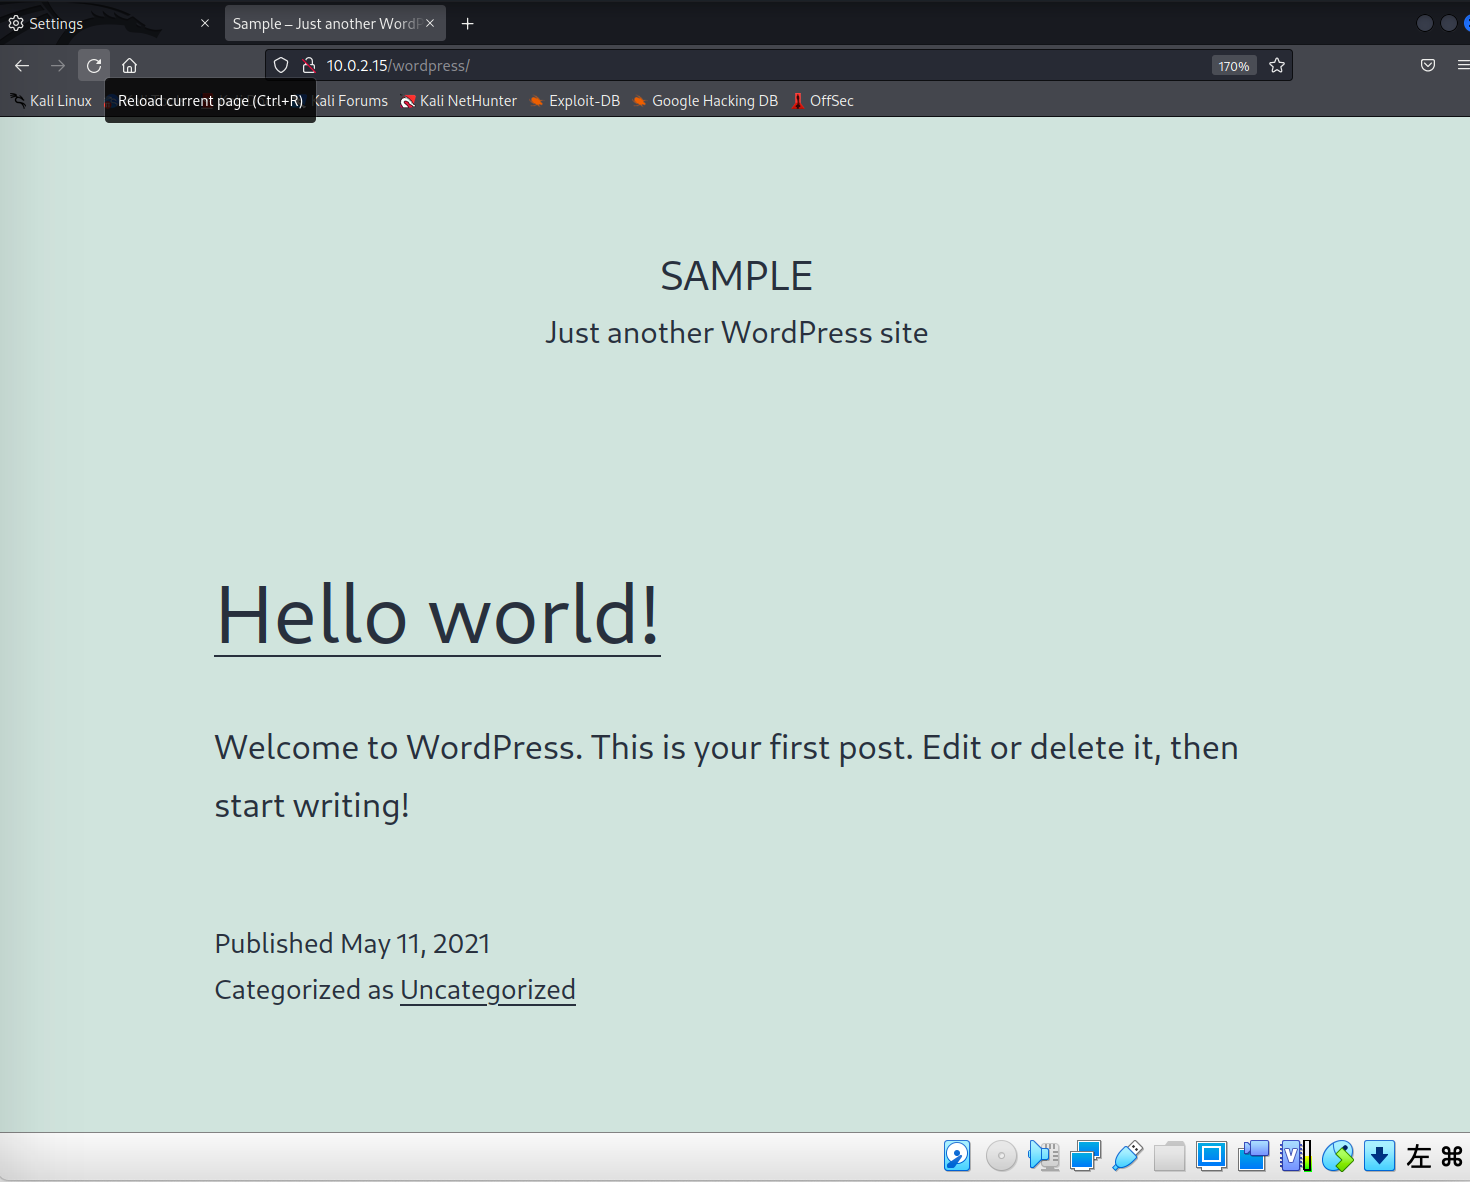 Settings
Sample – Just another WordP
10.0.2.15/wordpress/
170%
Kali Linux
Reload current page (Ctrl+R)
Kali Forums
Kali NetHunter
Exploit-DB
Google Hacking DB
OffSec
SAMPLE
Just another WordPress site
Hello world!
Welcome to WordPress. This is your first post. Edit or delete it, then
start writing!
Published May 11, 2021
Categorized as Uncategorized
左 ⌘